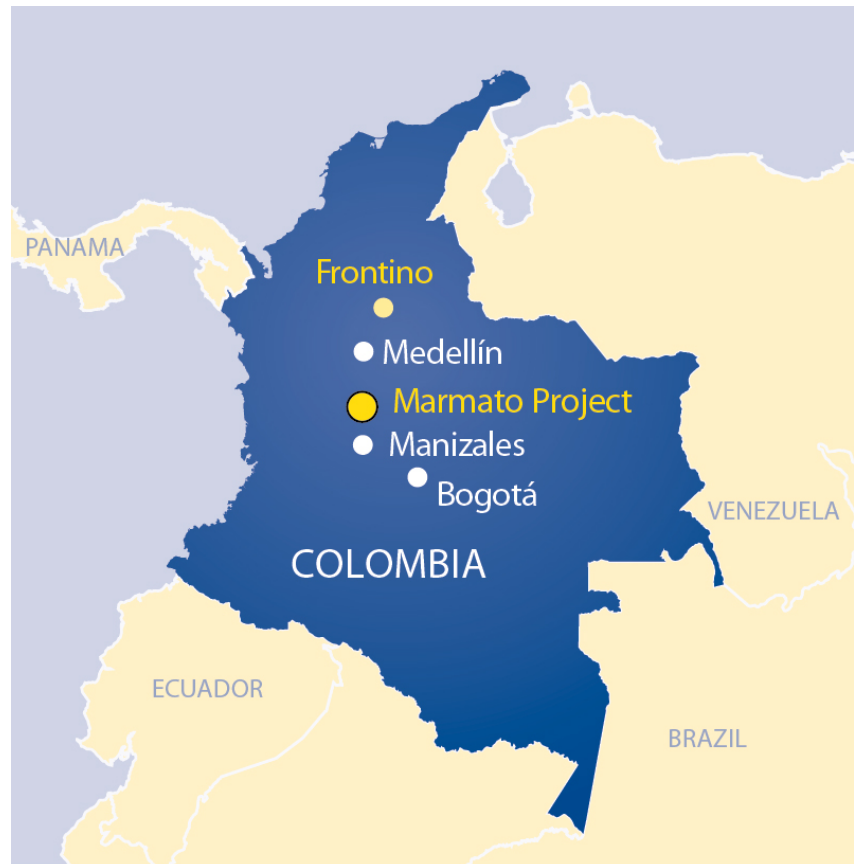 PANAMA
Frontino
Medellín
Marmato Project
Manizales
Bogotá
VENEZUELA
COLOMBIA
ECUADOR
BRAZIL